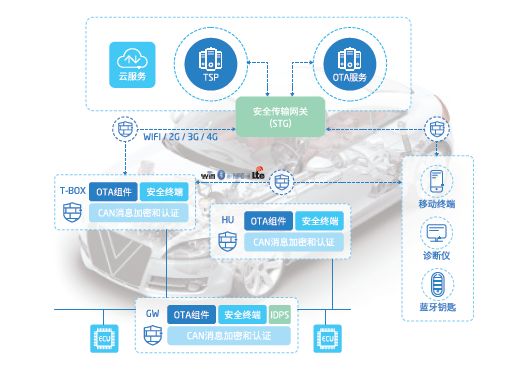 云服务
TSP
OTA服务
安全传输网关
(STG)
WIFI / 2G / 3G / 4G
T-BOX
OTA组件
安全终端
CAN消息加密和认证
HU
OTA组件
安全终端
CAN消息加密和认证
移动终端
诊断仪
蓝牙钥匙
GW
OTA组件
安全终端
IDPS
CAN消息加密和认证
ECU
ECU